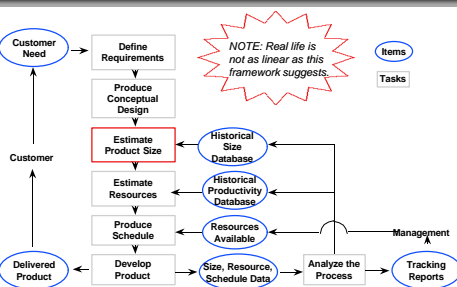 Customer
Need
Define
Requirements
NOTE: Real life is
not as linear as this
framework suggests.
Items
Tasks
Produce
Conceptual
Design
Estimate
Product Size
Historical
Size
Database
Customer
Estimate
Resources
Historical
Productivity
Database
Produce
Schedule
Resources
Available
Management
Delivered
Product
Develop
Product
Size, Resource,
Schedule Data
Analyze the
Process
Tracking
Reports